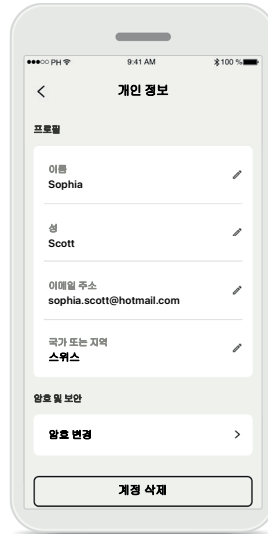 PH 9:41 AM 100 %
개인 정보
프로필
이름
Sophia
성
Scott
이메일 주소
sophia.scott@hotmail.com
국가 또는 지역
스위스
암호 및 보안
암호 변경
계정 삭제